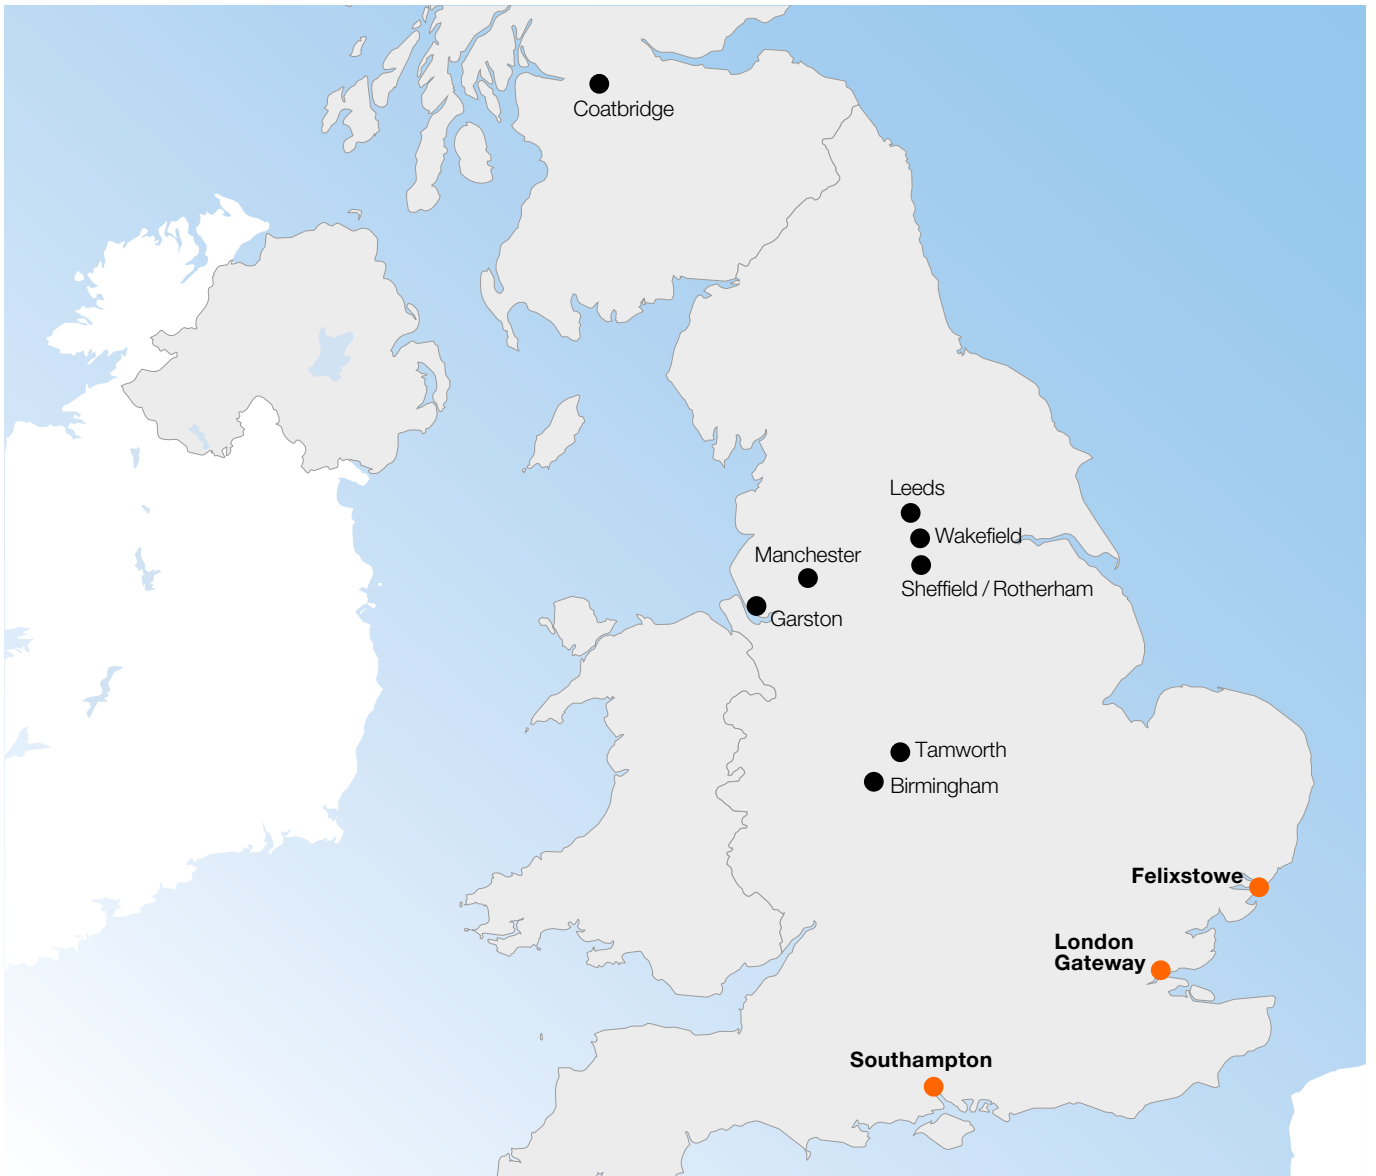 Coatbridge
Leeds
Wakefield
Manchester
Sheffield / Rotherham
Garston
Tamworth
Birmingham
Felixstowe
London
Gateway
Southampton